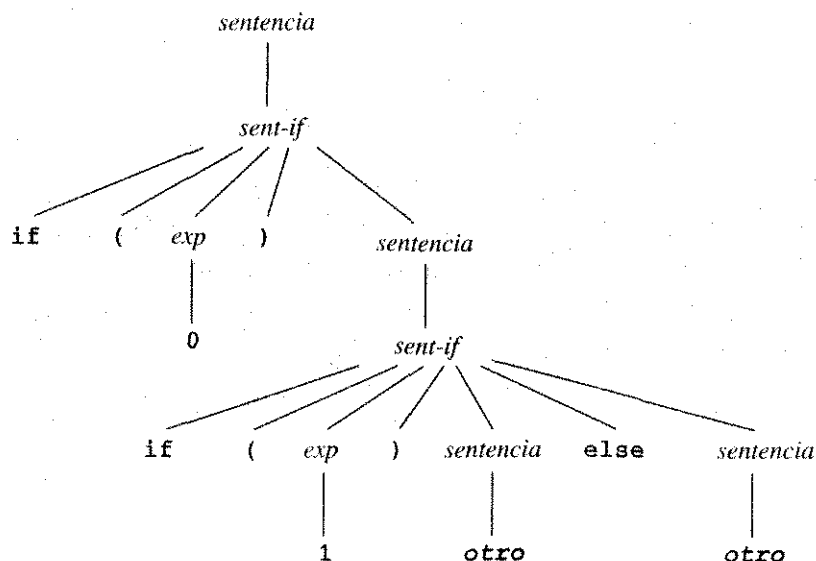 sentencia
sent-if
if ( exp ) sentencia
0
sent-if
if ( exp ) sentencia else sentencia
1 otro otro